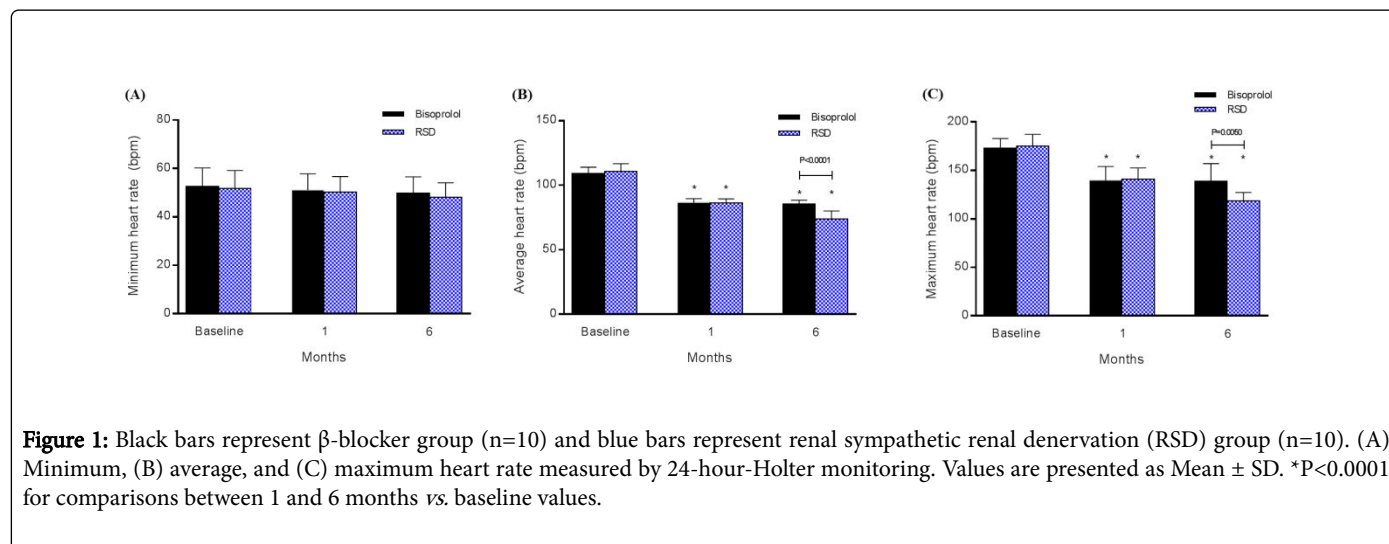 (A)
Bisoprolol
RSD
80
60
40
20
0
Minimum heart rate (bpm)
Baseline
1
6
Months
(B)
Bisoprolol
RSD
150
100
50
0
Average heart rate (bpm)
P<0.0001
*
*
*
*
Baseline
1
6
Months
(C)
Bisoprolol
RSD
200
150
100
50
0
Maximum heart rate (bpm)
P=0.0050
*
*
*
*
Baseline
1
6
Months
Figure 1: Black bars represent β-blocker group (n=10) and blue bars represent renal sympathetic renal denervation (RSD) group (n=10). (A)
Minimum, (B) average, and (C) maximum heart rate measured by 24-hour-Holter monitoring. Values are presented as Mean ± SD. *P<0.0001
for comparisons between 1 and 6 months vs. baseline values.